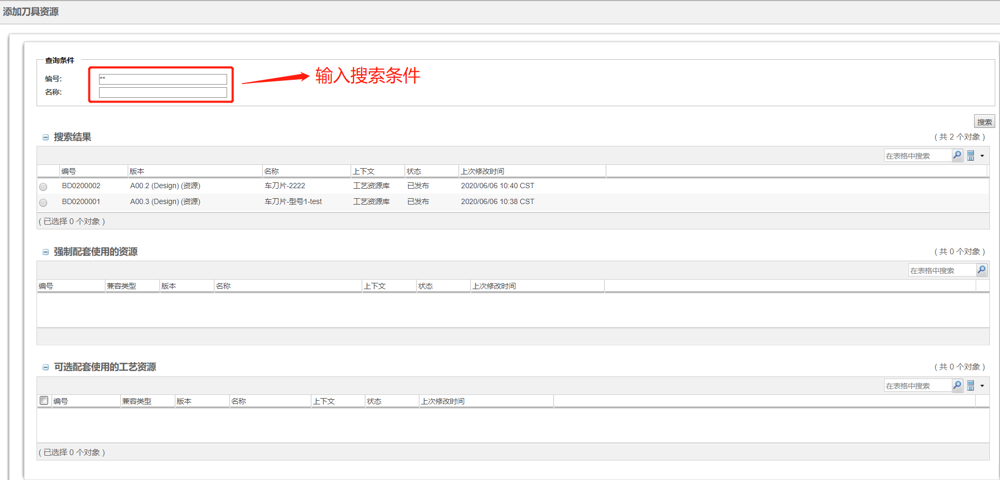 添加刀具资源
查询条件
编号: **
输入搜索条件
名称:
搜索
搜索结果 ( 共 2 个对象 )
在表格中搜索
编号 版本 名称 上下文 状态 上次修改时间
BD0200002 A00.2 (Design) (资源) 车刀片-2222 工艺资源库 已发布 2020/06/06 10:40 CST
BD0200001 A00.3 (Design) (资源) 车刀片-型号1-test 工艺资源库 已发布 2020/06/06 10:38 CST
( 已选择 0 个对象 )
强制配套使用的资源 ( 共 0 个对象 )
在表格中搜索
编号 兼容类型 版本 名称 上下文 状态 上次修改时间
可选配套使用的工艺资源 ( 共 0 个对象 )
在表格中搜索
编号 兼容类型 版本 名称 上下文 状态 上次修改时间
( 已选择 0 个对象 )